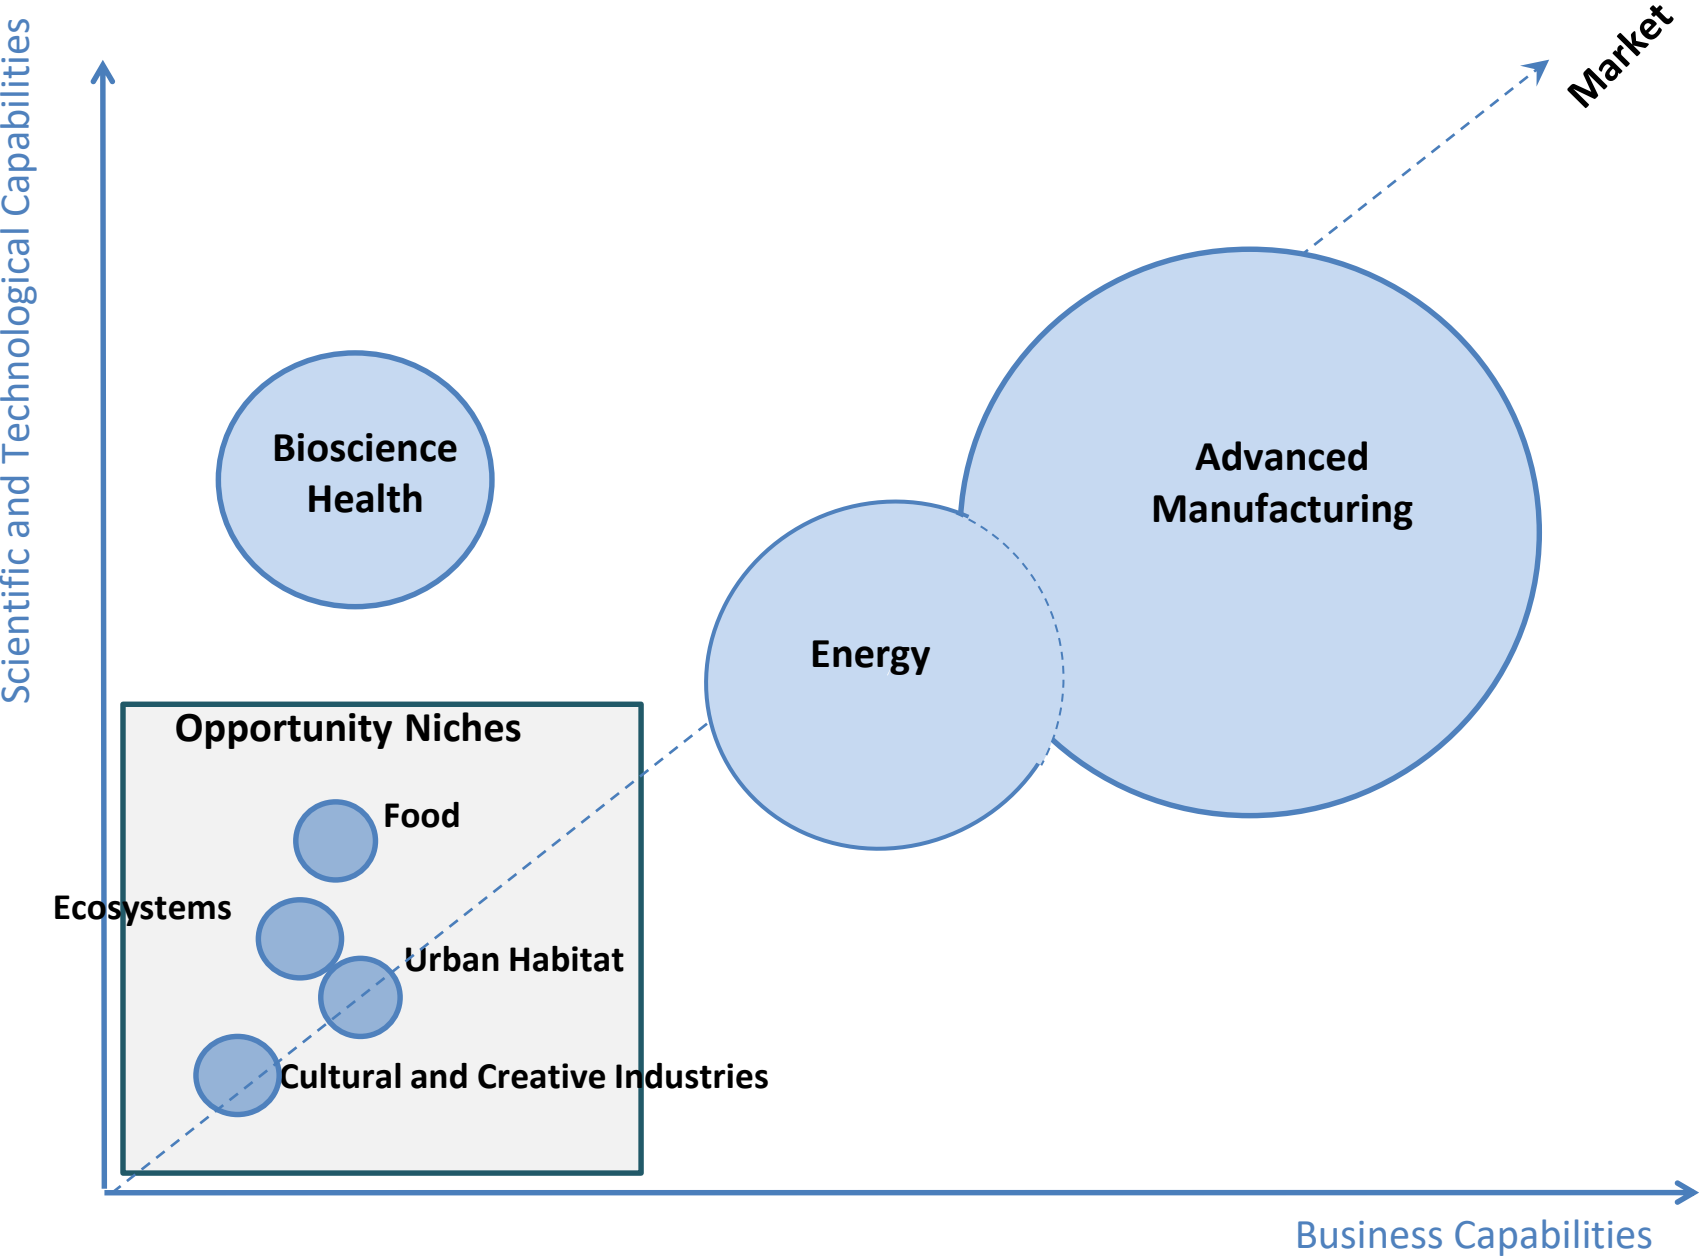 Market
Scientific and Technological Capabilities
Bioscience
Health
Advanced
Manufacturing
Energy
Opportunity Niches
Food
Ecosystems
Urban Habitat
Cultural and Creative Industries
Business Capabilities